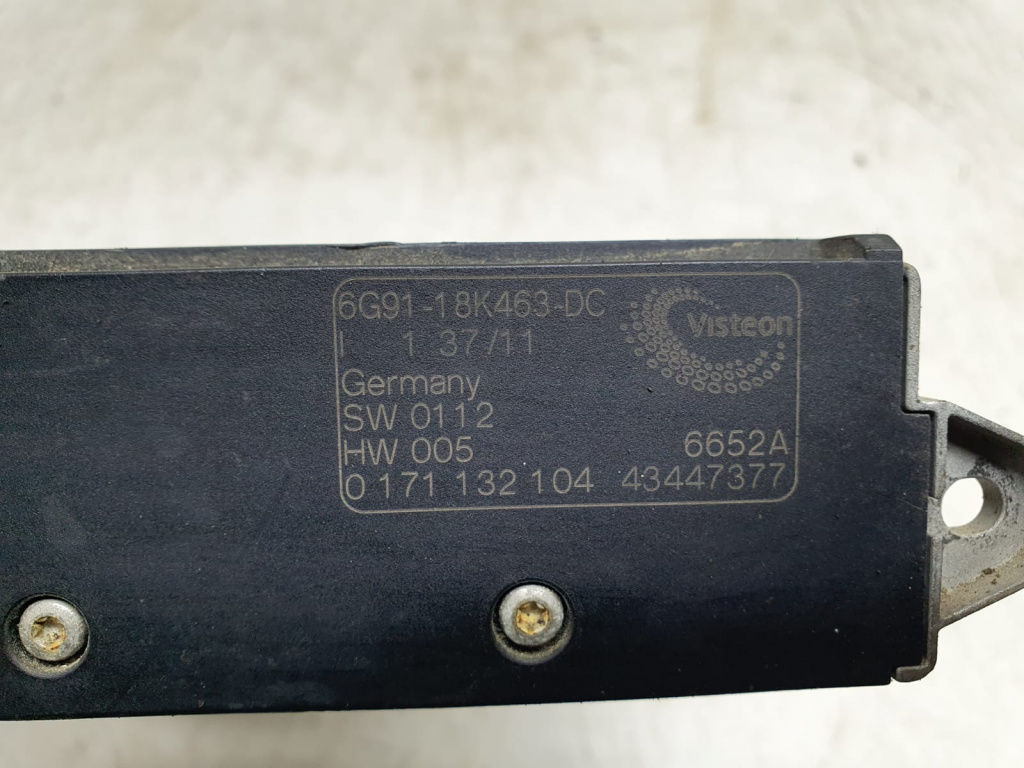 6G91-18K463-DC
Visteon
I 1 37/11
Germany
SW 0112
HW 005 6652A
0 171 132 104 43447377